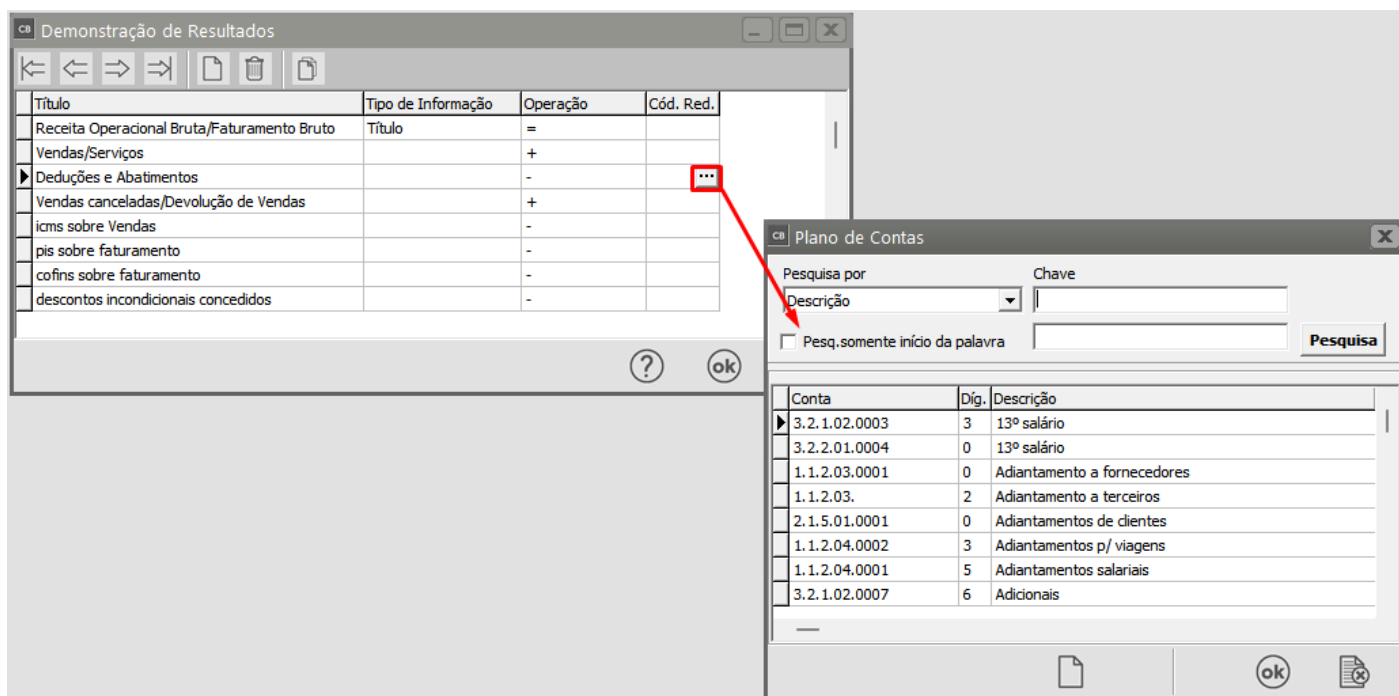 CB Demonstração de Resultados
Título Tipo de Informação Operação Cód. Red.
Receita Operacional Bruta/Faturamento Bruto Título =
Vendas/Serviços +
Deduções e Abatimentos - ...
Vendas canceladas/Devolução de Vendas +
icms sobre Vendas -
pis sobre faturamento -
cofins sobre faturamento -
descontos incondicionais concedidos -
? ok
CB Plano de Contas
Pesquisa por Chave
Descrição
Pesq.somente início da palavra Pesquisa
Conta Díg. Descrição
3.2.1.02.0003 3 13º salário
3.2.2.01.0004 0 13º salário
1.1.2.03.0001 0 Adiantamento a fornecedores
1.1.2.03. 2 Adiantamento a terceiros
2.1.5.01.0001 0 Adiantamentos de clientes
1.1.2.04.0002 3 Adiantamentos p/ viagens
1.1.2.04.0001 5 Adiantamentos salariais
3.2.1.02.0007 6 Adicionais
ok